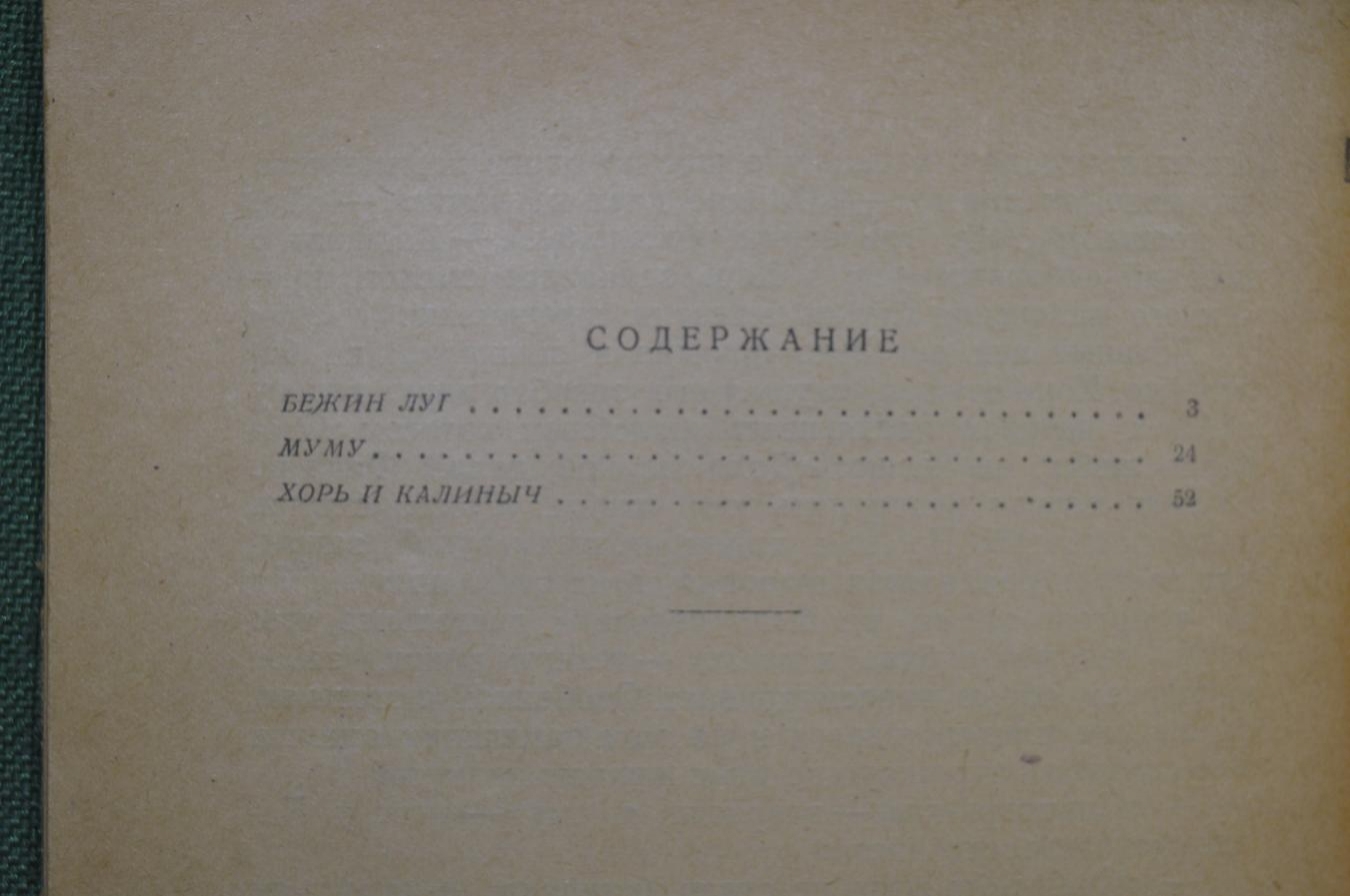 СОДЕРЖАНИЕ
БЕЖИН ЛУГ . . . . . . . . . . . . . . . . . . . . . . . . . . . . . . 3
МУМУ . . . . . . . . . . . . . . . . . . . . . . . . . . . . . . . . . . 24
ХОРЬ И КАЛИНЫЧ . . . . . . . . . . . . . . . . . . . . . . . . . . 52